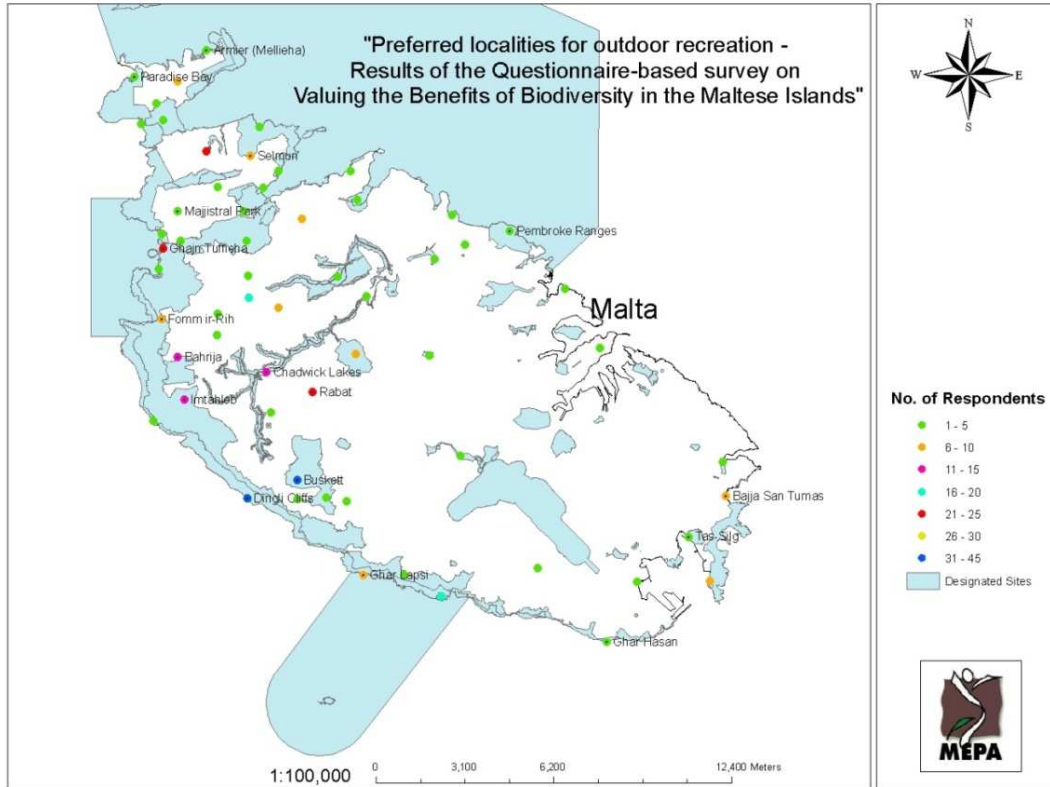 "Preferred localities for outdoor recreation -
Results of the Questionnaire-based survey on
Valuing the Benefits of Biodiversity in the Maltese Islands"
Armier (Mellieha)
Paradise Bay
Selmun
Majjistral Park
Pembroke Ranges
Ghajn Tuffieha
Malta
Fomm ir-Rih
Bahrija
Chadwick Lakes
Imtahleb
Rabat
Buskett
Dingli Cliffs
Bajja San Tumas
Tas-Silg
Ghar Lapsi
Ghar Hasan
1:100,000
0 3,100 6,200 12,400 Meters
N
W E
S
No. of Respondents
1 - 5
6 - 10
11 - 15
16 - 20
21 - 25
26 - 30
31 - 45
Designated Sites
MEPA